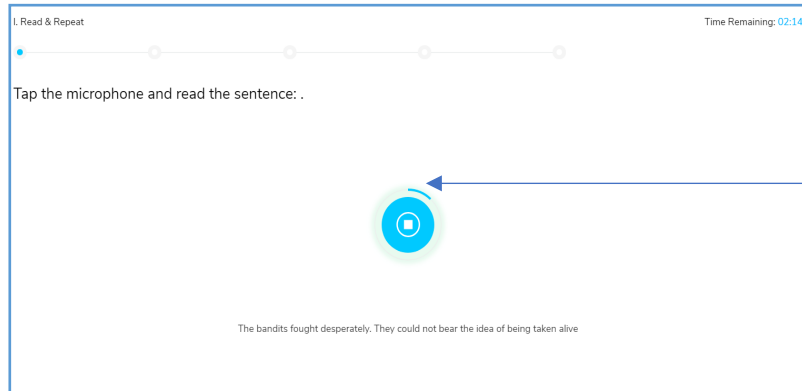 I. Read & Repeat
Time Remaining: 02:14
Tap the microphone and read the sentence: .
The bandits fought desperately. They could not bear the idea of being taken alive